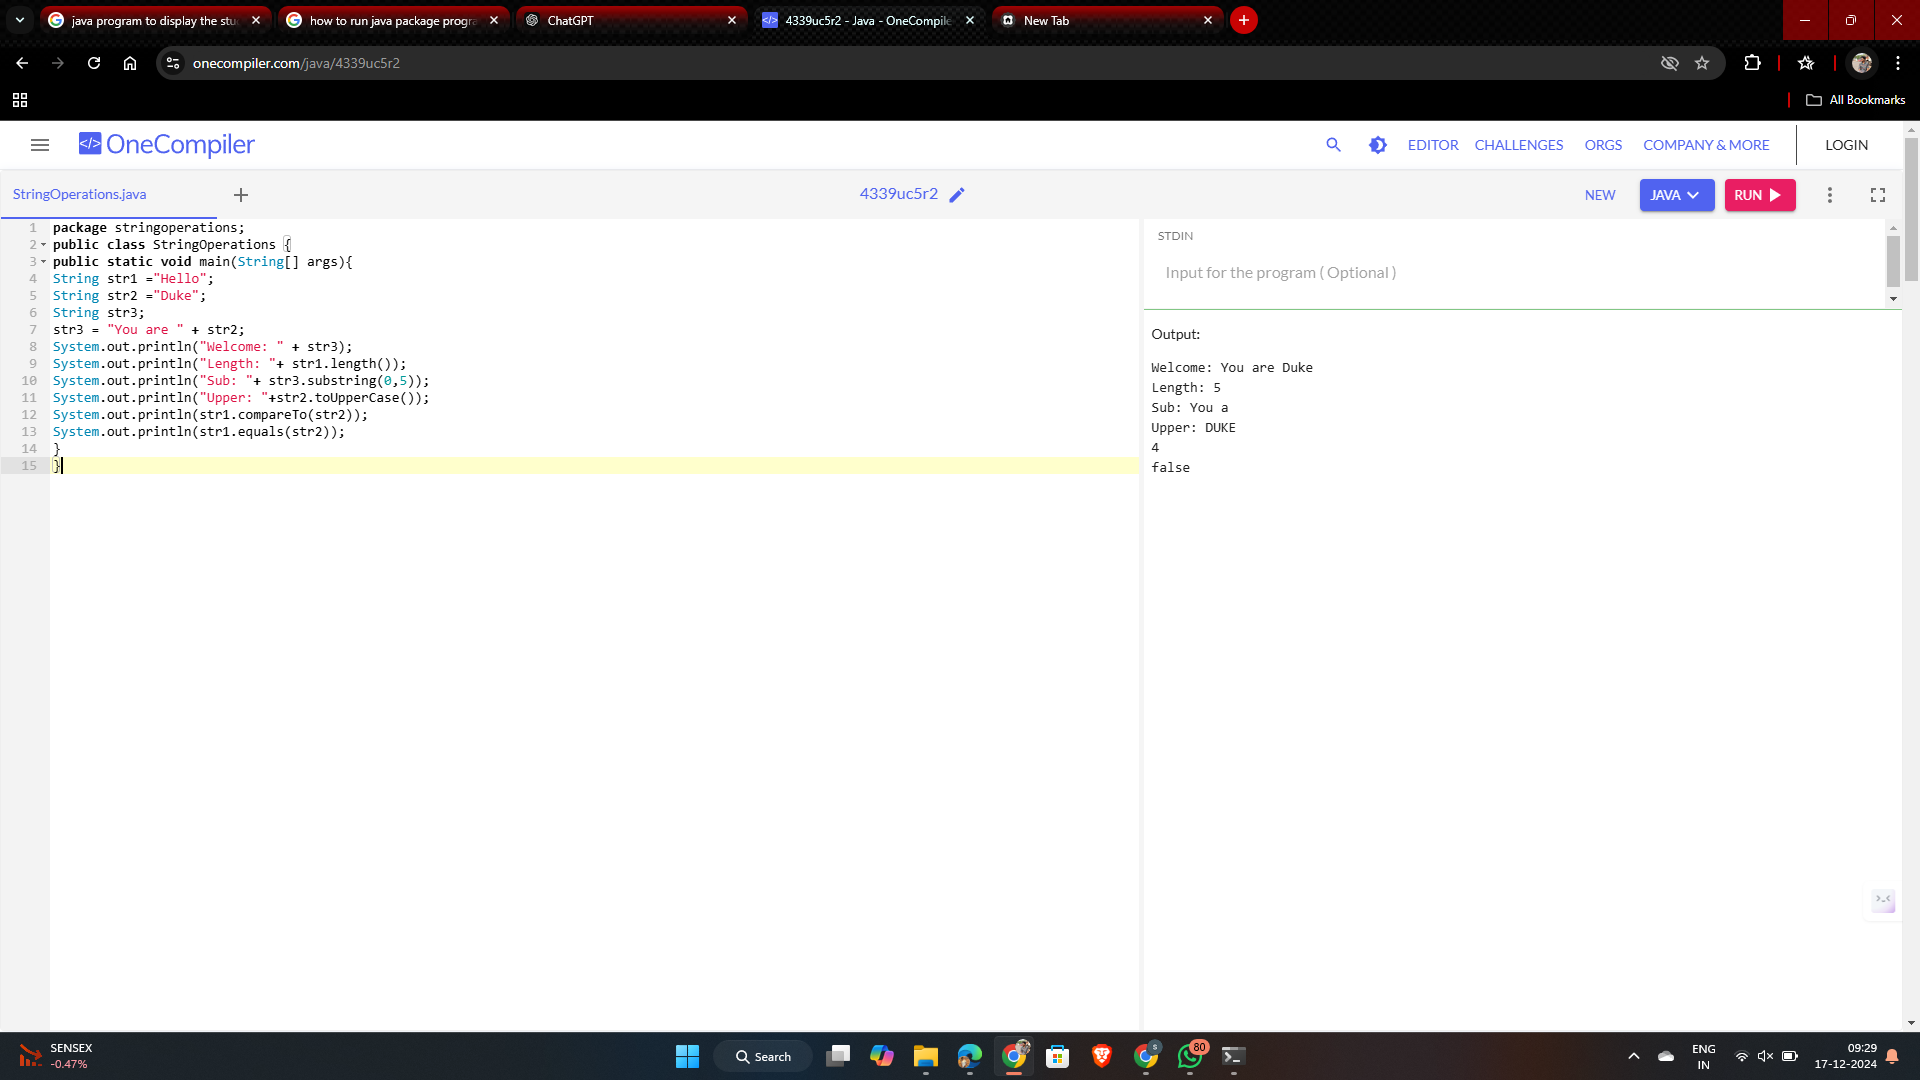 java program to display the stu
how to run java package progra
ChatGPT
4339uc5r2 - Java - OneCompile
New Tab
onecompiler.com/java/4339uc5r2
All Bookmarks
</> OneCompiler
EDITOR CHALLENGES ORGS COMPANY & MORE LOGIN
StringOperations.java
4339uc5r2
NEW JAVA RUN
1 package stringoperations;
2 public class StringOperations {
3 public static void main(String[] args){
4 String str1 ="Hello";
5 String str2 ="Duke";
6 String str3;
7 str3 = "You are " + str2;
8 System.out.println("Welcome: " + str3);
9 System.out.println("Length: "+ str1.length());
10 System.out.println("Sub: "+ str3.substring(0,5));
11 System.out.println("Upper: "+str2.toUpperCase());
12 System.out.println(str1.compareTo(str2));
13 System.out.println(str1.equals(str2));
14 }
15 }
STDIN
Input for the program ( Optional )
Output:
Welcome: You are Duke
Length: 5
Sub: You a
Upper: DUKE
4
false
SENSEX
-0.47%
Search
S
80
ENG
IN
09:29
17-12-2024